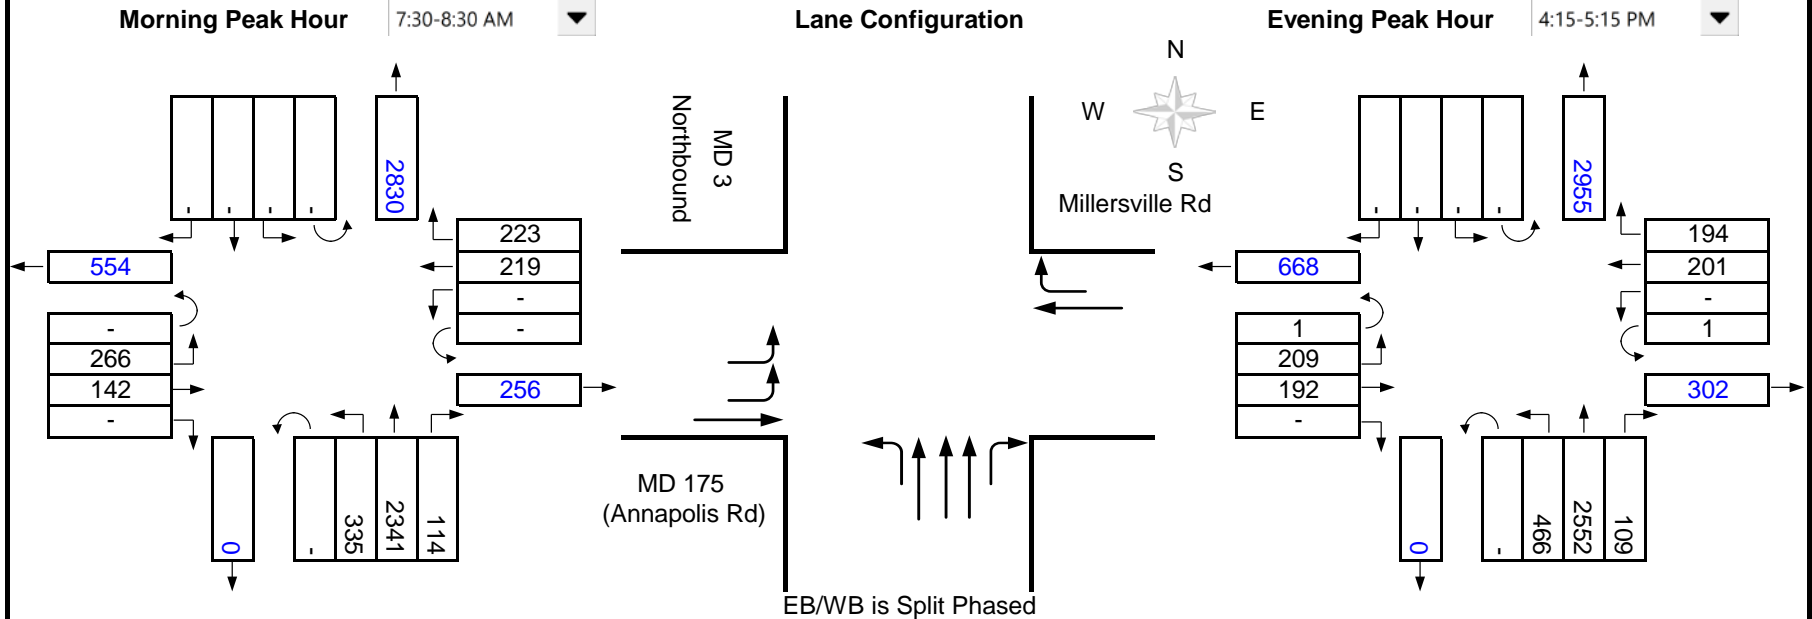 Morning Peak Hour 7:30-8:30 AM Lane Configuration Evening Peak Hour 4:15-5:15 PM
N
W E
S
MD 3
Northbound
Millersville Rd
MD 175
(Annapolis Rd)
EB/WB is Split Phased
- - - -
2830
223
219
-
-
554
-
266
142
-
256
0
- 335 2341 114
- - - -
2955
194
201
-
1
668
1
209
192
-
302
0
- 466 2552 109